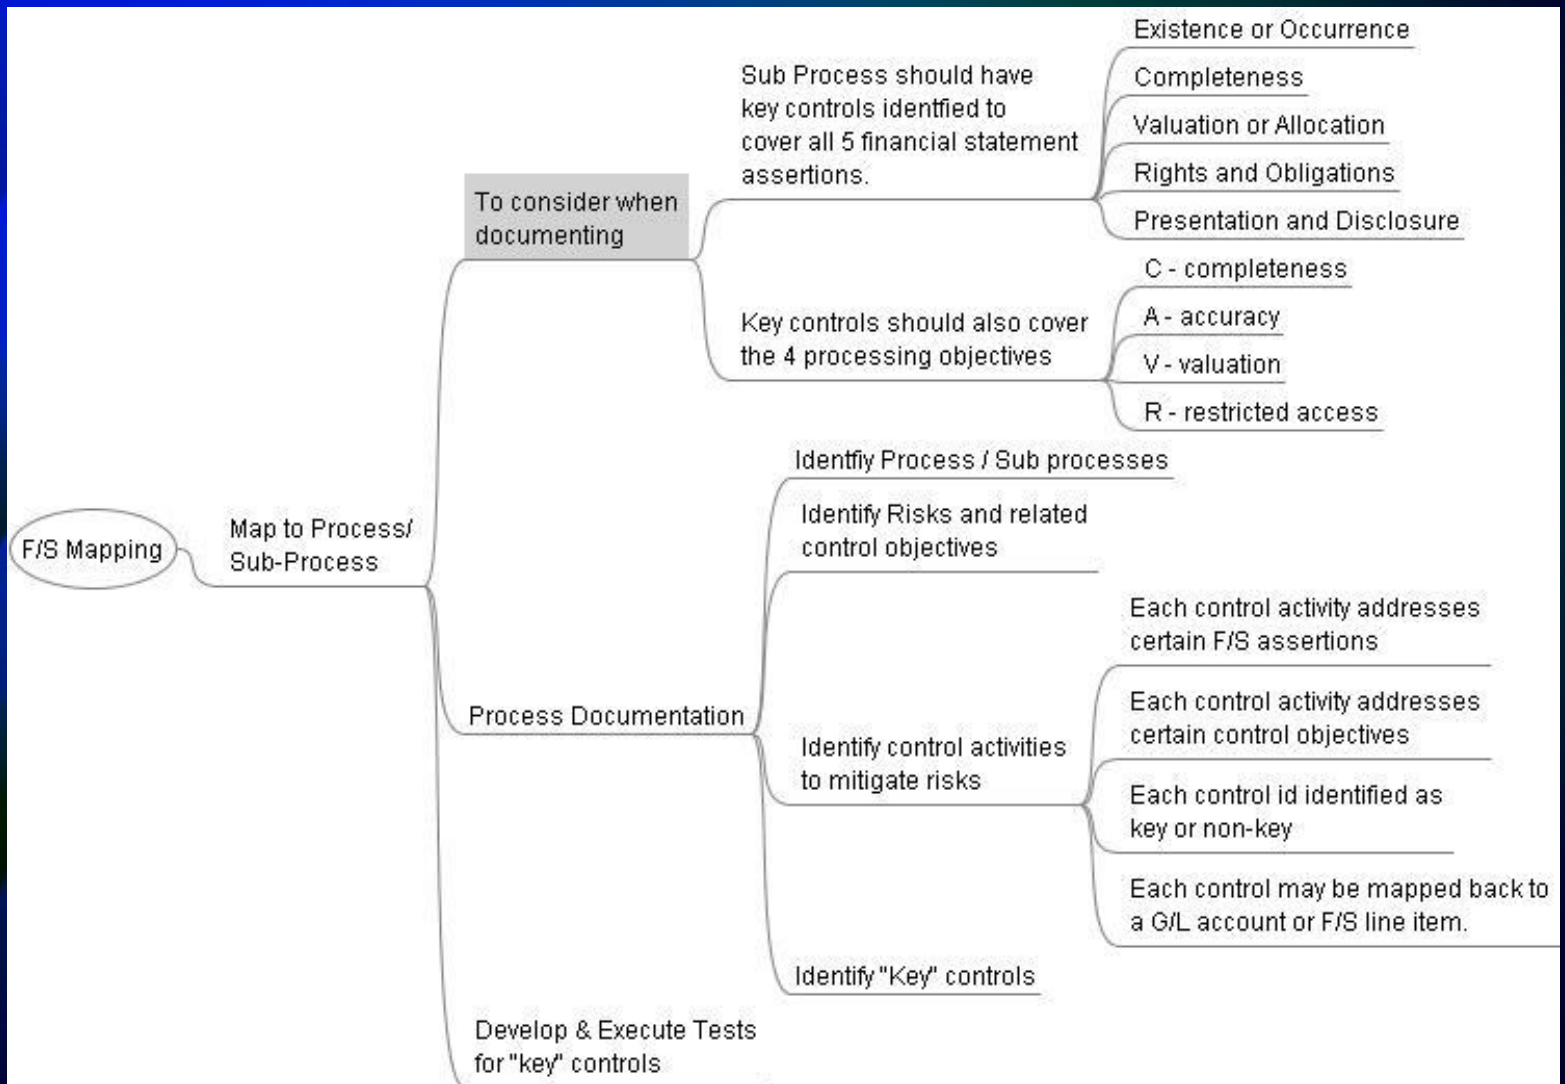 F/S Mapping
Map to Process/
Sub-Process
To consider when
documenting
Sub Process should have
key controls identfied to
cover all 5 financial statement
assertions.
Existence or Occurrence
Completeness
Valuation or Allocation
Rights and Obligations
Presentation and Disclosure
Key controls should also cover
the 4 processing objectives
C - completeness
A - accuracy
V - valuation
R - restricted access
Process Documentation
Identfiy Process / Sub processes
Identify Risks and related
control objectives
Identify control activities
to mitigate risks
Each control activity addresses
certain F/S assertions
Each control activity addresses
certain control objectives
Each control id identified as
key or non-key
Each control may be mapped back to
a G/L account or F/S line item.
Identify "Key" controls
Develop & Execute Tests
for "key" controls